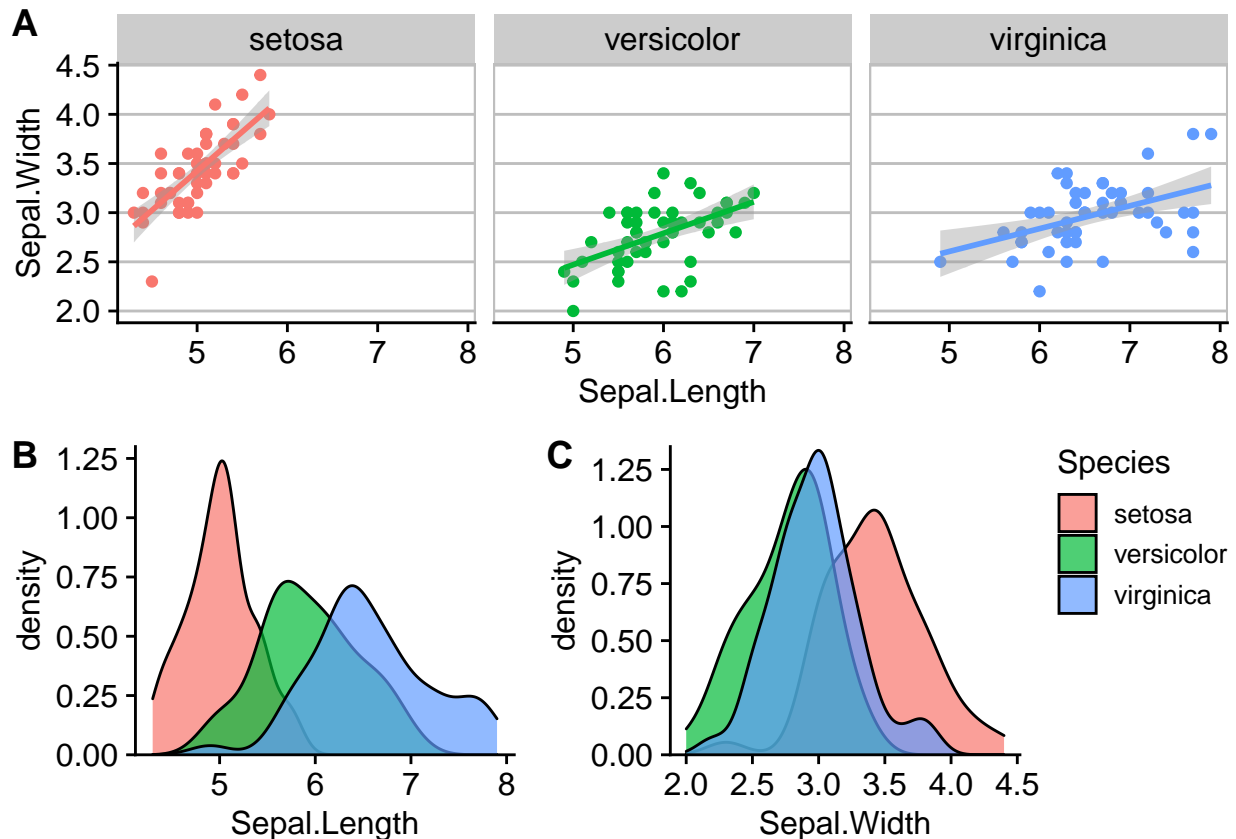 A
setosa
versicolor
virginica
Sepal.Width
4.5
4.0
3.5
3.0
2.5
2.0
5 6 7 8
5 6 7 8
5 6 7 8
Sepal.Length
B
density
1.25
1.00
0.75
0.50
0.25
0.00
5 6 7 8
Sepal.Length
C
density
1.25
1.00
0.75
0.50
0.25
0.00
2.0 2.5 3.0 3.5 4.0 4.5
Sepal.Width
Species
setosa
versicolor
virginica